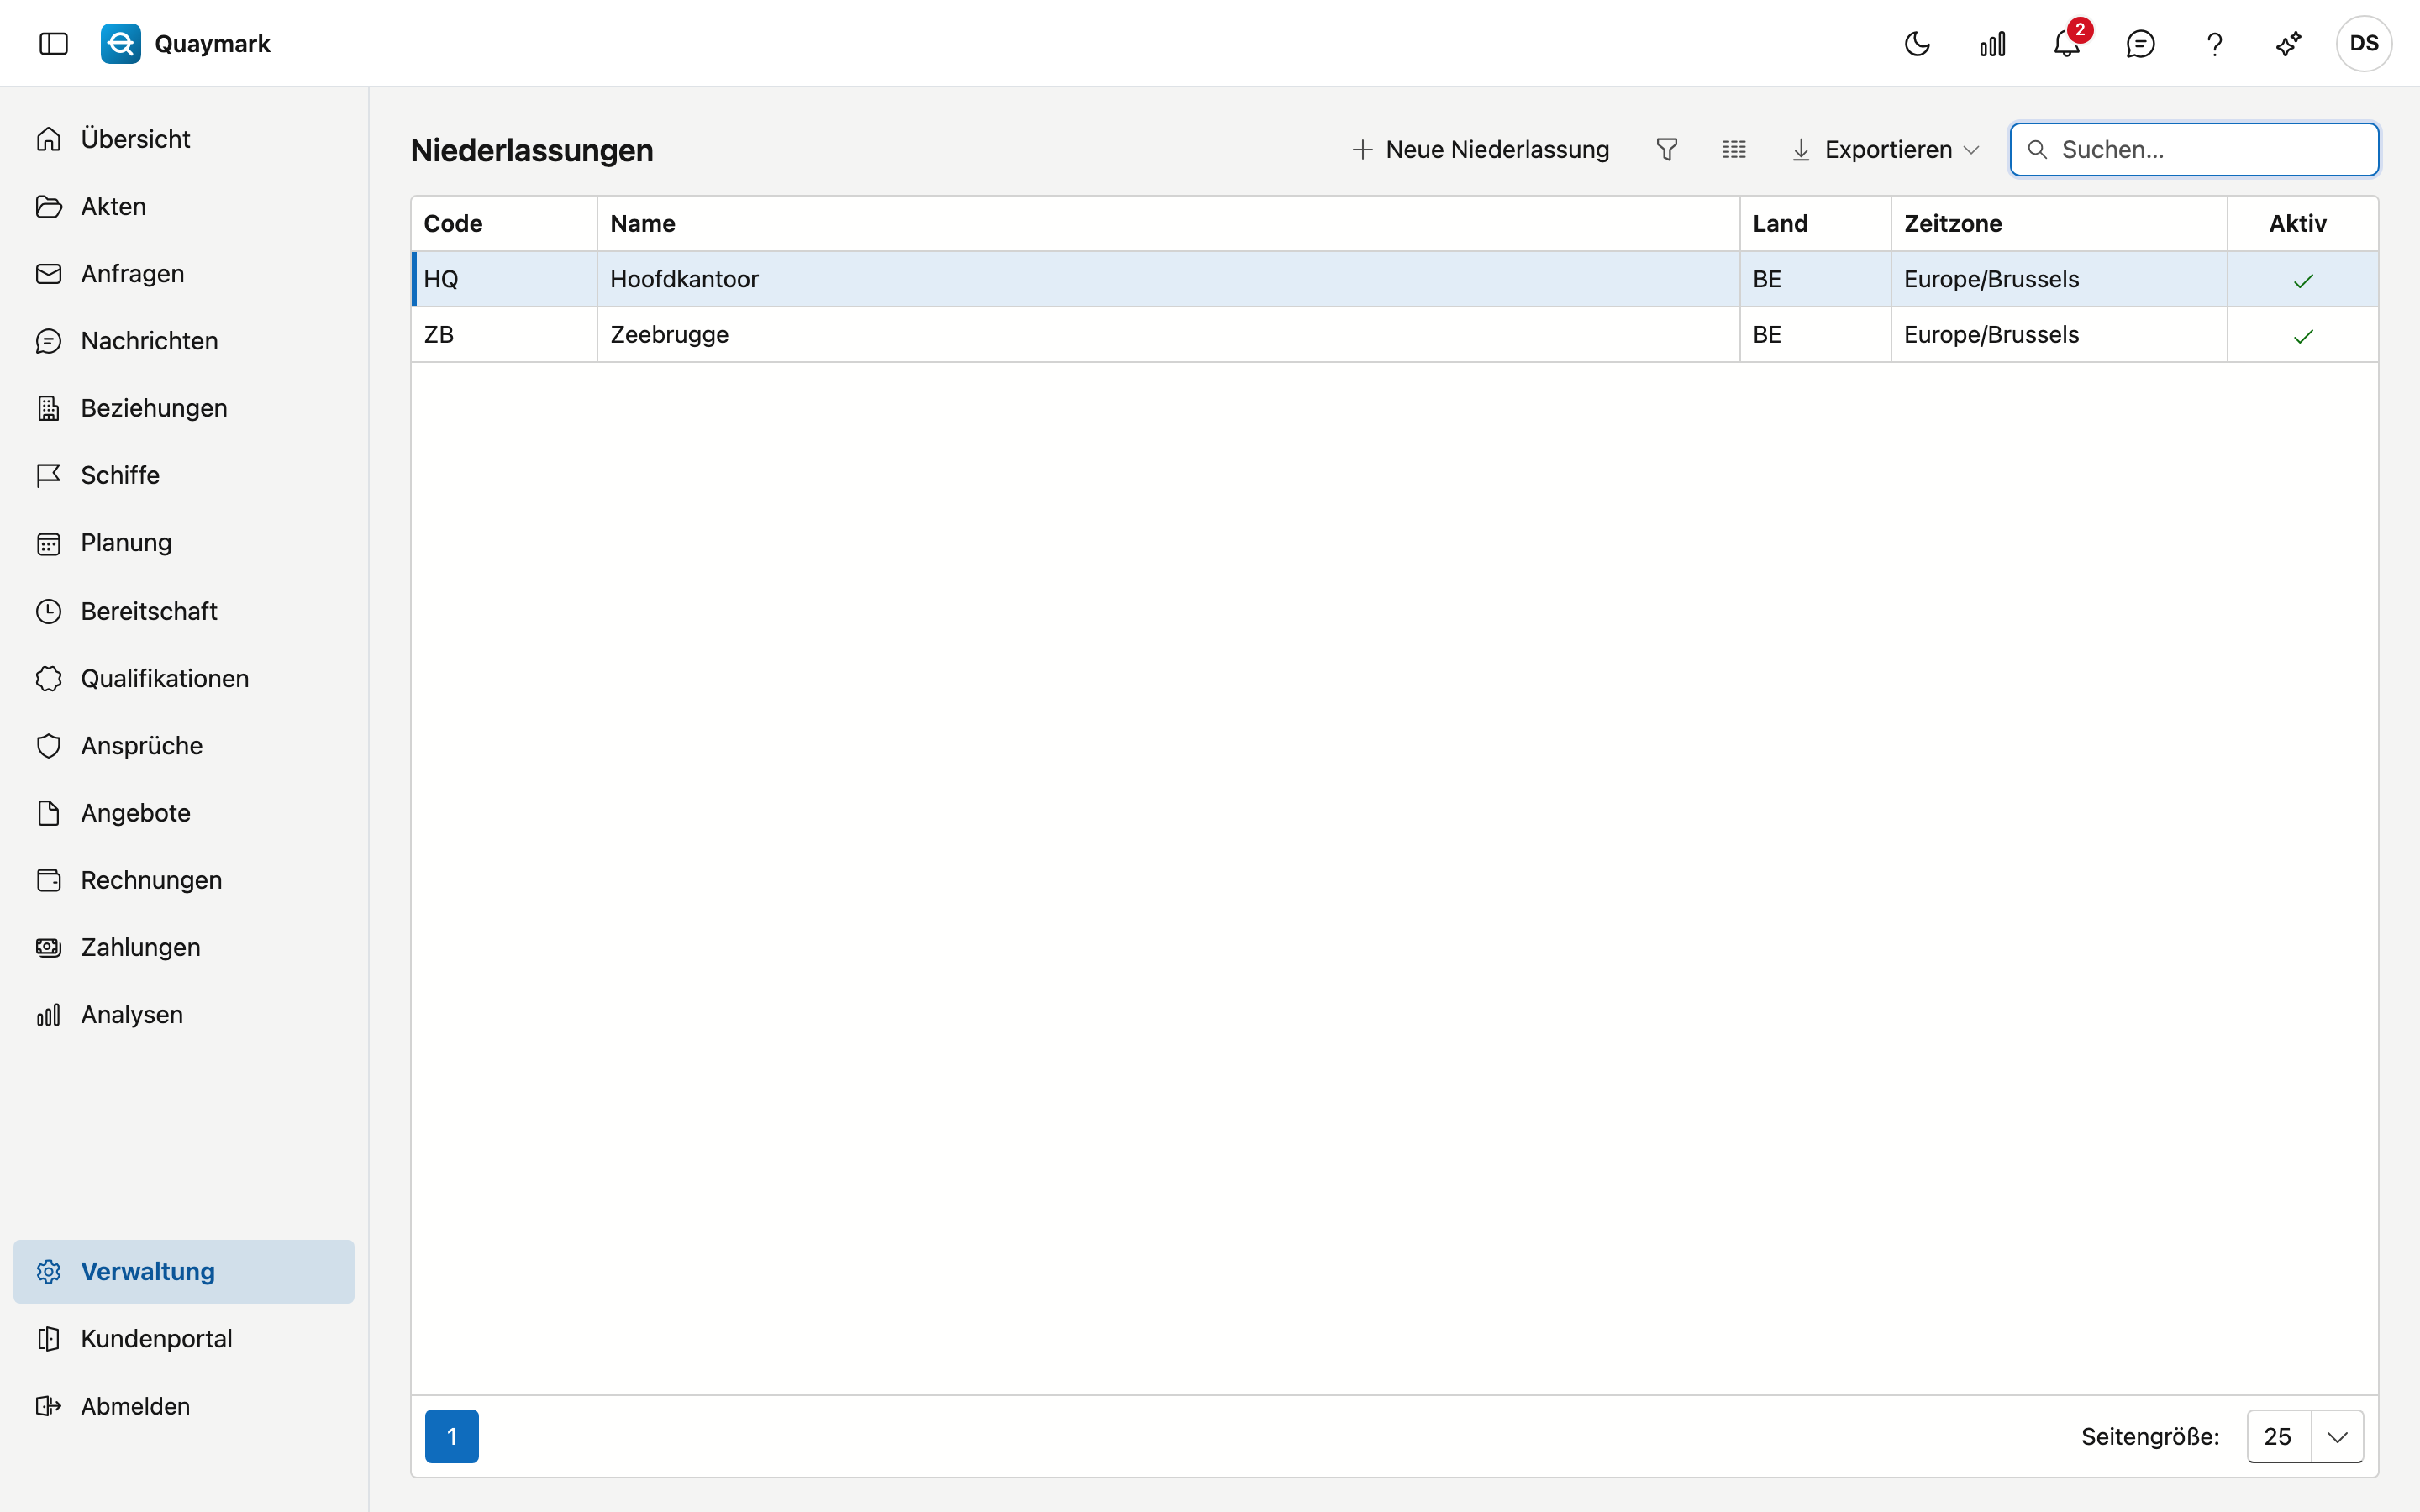 Quaymark
2
DS
Übersicht
Akten
Anfragen
Nachrichten
Beziehungen
Schiffe
Planung
Bereitschaft
Qualifikationen
Ansprüche
Angebote
Rechnungen
Zahlungen
Analysen
Verwaltung
Kundenportal
Abmelden
Niederlassungen
Neue Niederlassung
Exportieren
Suchen...
Code Name Land Zeitzone Aktiv
HQ Hoofdkantoor BE Europe/Brussels
ZB Zeebrugge BE Europe/Brussels
1
Seitengröße: 25